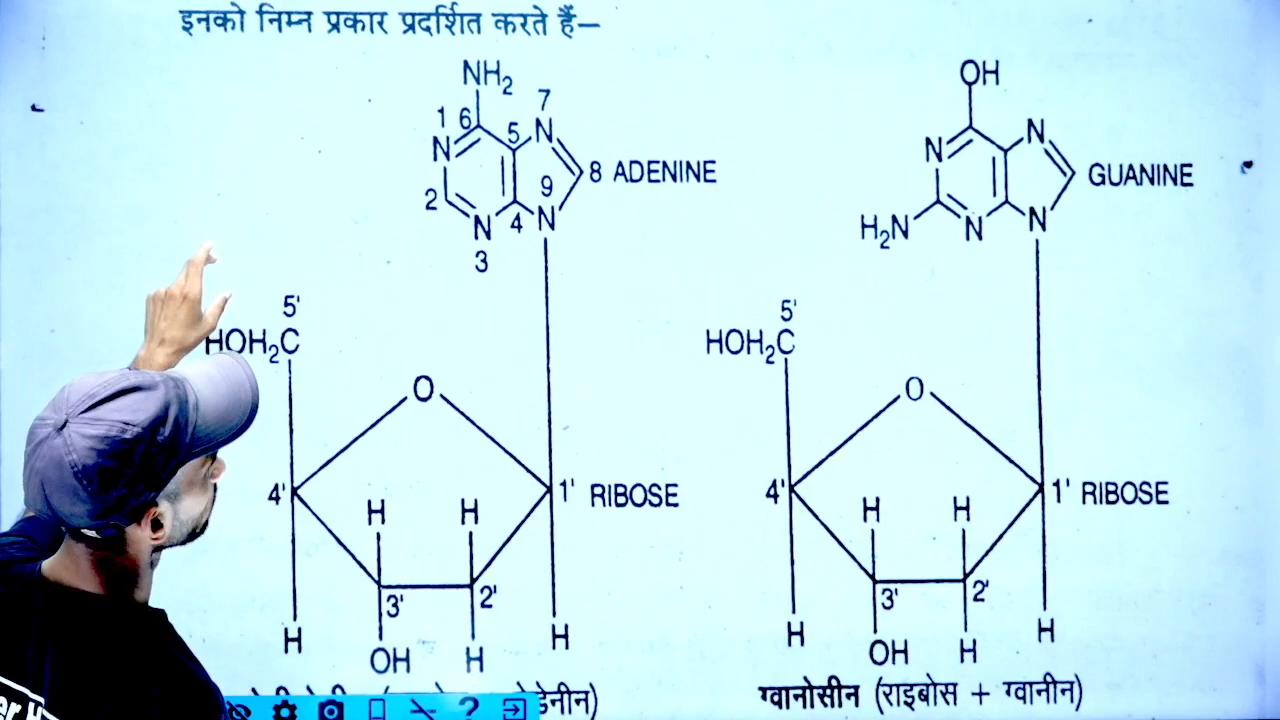 इनको निम्न प्रकार प्रदर्शित करते हैं—
NH₂
1 6 5 N 7
N
2
N
3
4
9
N
8 ADENINE
5'
HOH₂C
O
4'
1' RIBOSE
H H
3' 2'
H
OH
H
H
OH
N
N
GUANINE
H₂N
N
N
5'
HOH₂C
O
4'
1' RIBOSE
H H
3' 2'
H
OH
H
H
ग्वानोसीन (राइबोस + ग्वानीन)